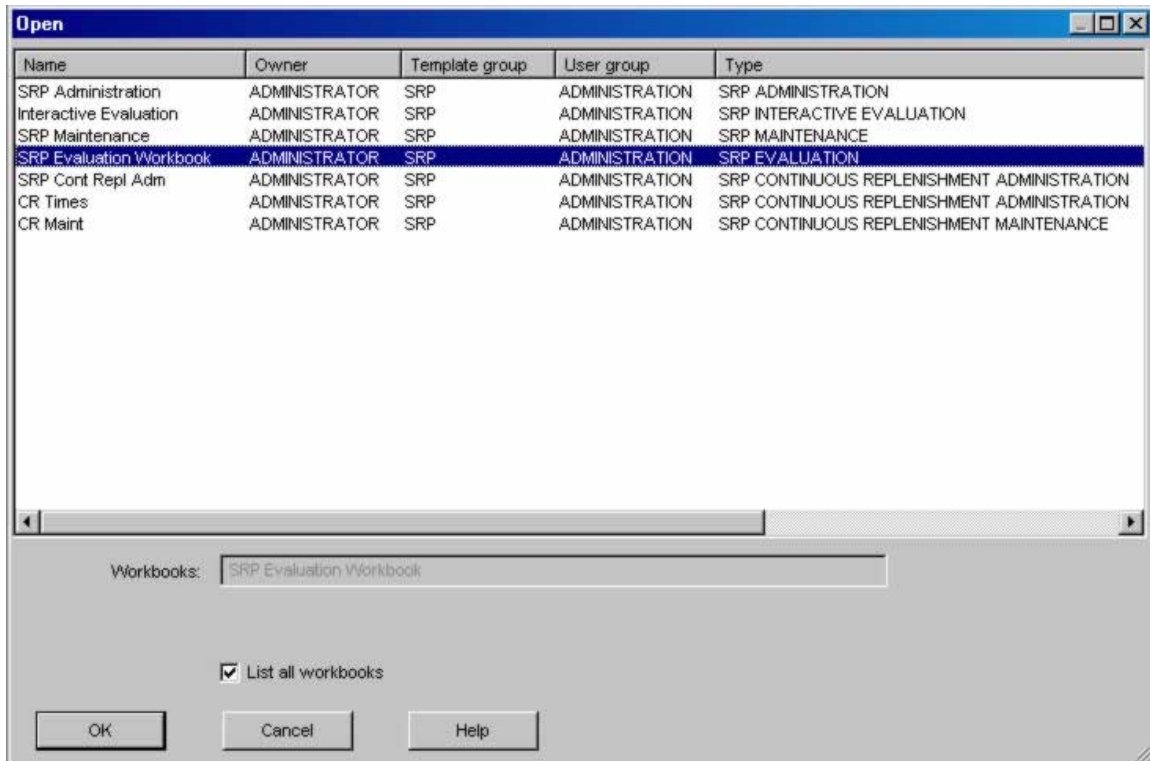 Open
Name Owner Template group User group Type
SRP Administration ADMINISTRATOR SRP ADMINISTRATION SRP ADMINISTRATION
Interactive Evaluation ADMINISTRATOR SRP ADMINISTRATION SRP INTERACTIVE EVALUATION
SRP Maintenance ADMINISTRATOR SRP ADMINISTRATION SRP MAINTENANCE
SRP Evaluation Workbook ADMINISTRATOR SRP ADMINISTRATION SRP EVALUATION
SRP Cont Repl Adm ADMINISTRATOR SRP ADMINISTRATION SRP CONTINUOUS REPLENISHMENT ADMINISTRATION
CR Times ADMINISTRATOR SRP ADMINISTRATION SRP CONTINUOUS REPLENISHMENT ADMINISTRATION
CR Maint ADMINISTRATOR SRP ADMINISTRATION SRP CONTINUOUS REPLENISHMENT MAINTENANCE
Workbooks: SRP Evaluation Workbook
List all workbooks
OK Cancel Help